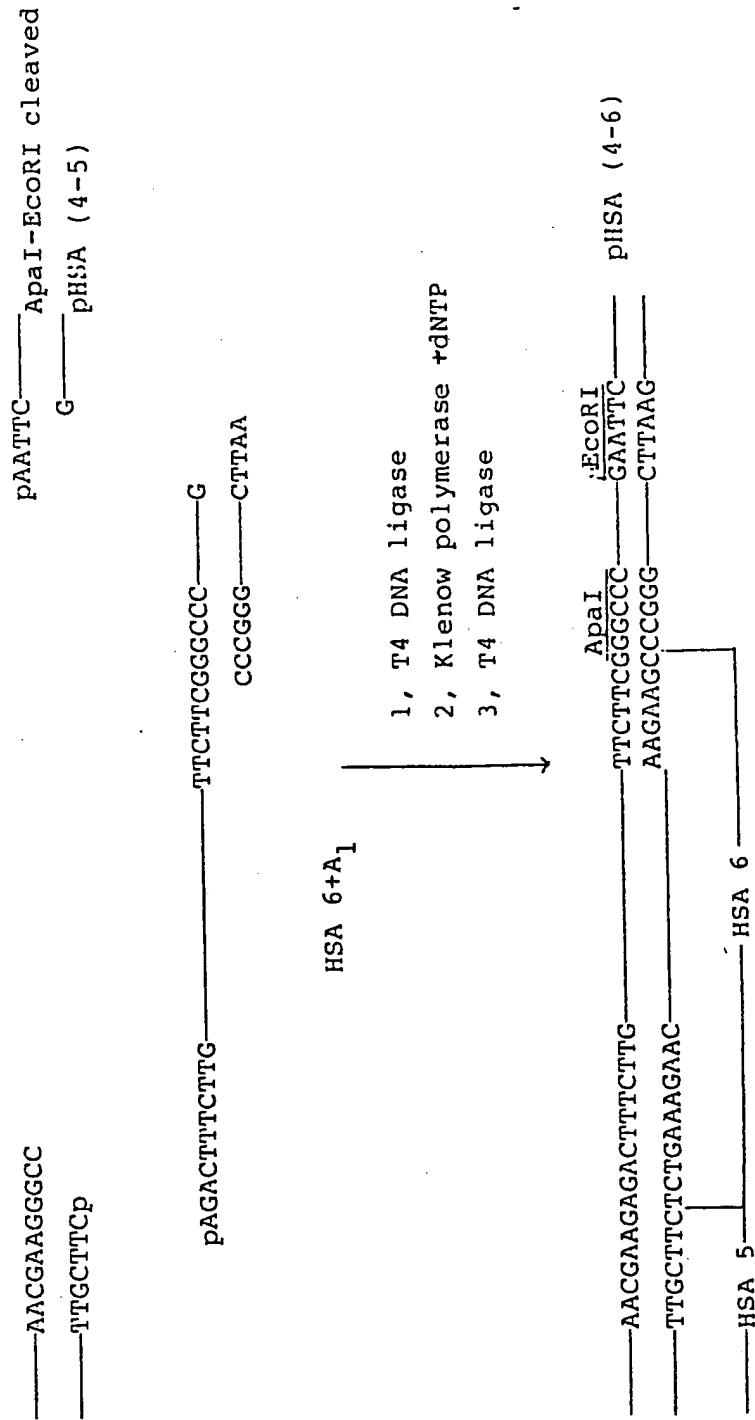 pAATTC
ApaI-EcoRI cleaved
AACGAAGGGCC
G
pHSA (4-5)
TTGCTTCp
pAGACTTTCTTG
TTCTTCGGGCCC
G
CCCGGG
CTTAA
HSA 6+A1
1, T4 DNA ligase
2, Klenow polymerase +dNTP
3, T4 DNA ligase
ApaI
EcoRI
AACGAAGAGACTTTCTTG
TTCTTCGGGCCC
GAATTC
pHSA (4-6)
TTGCTTCTCTGAAAGAAC
AAGAAGCCCGGG
CTTAAG
HSA 5
HSA 6